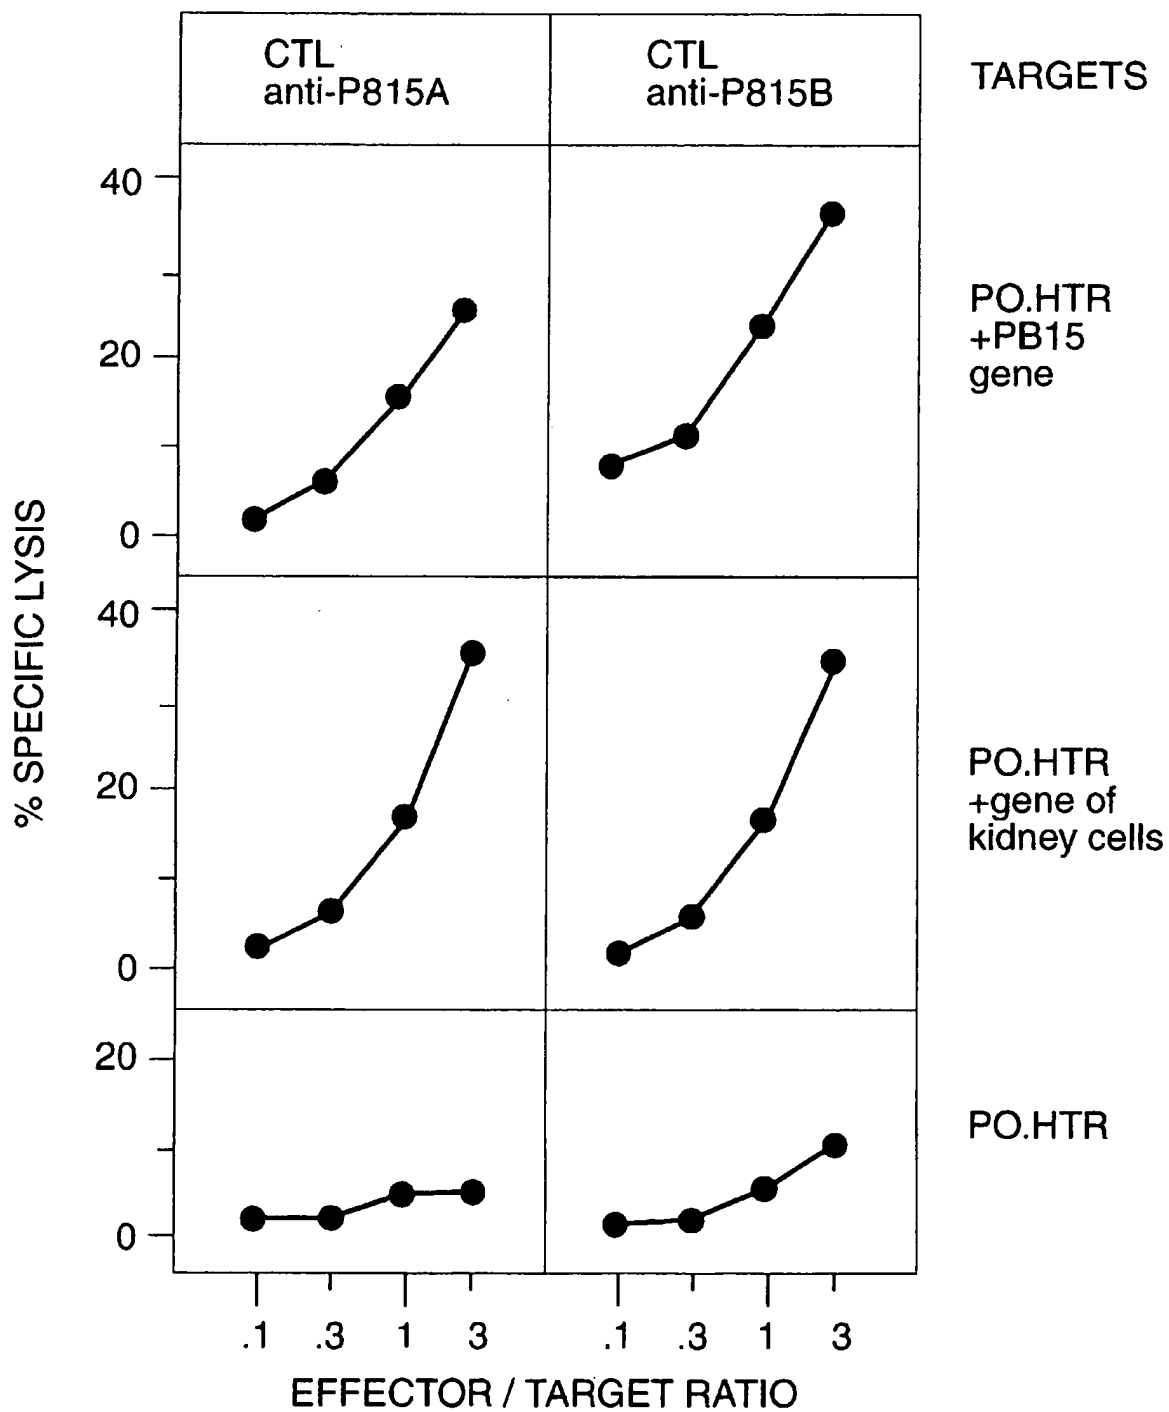 CTL
anti-P815A
CTL
anti-P815B
TARGETS
40
20
0
PO.HTR
+PB15
gene
% SPECIFIC LYSIS
40
20
0
PO.HTR
+gene of
kidney cells
20
0
PO.HTR
.1 .3 1 3 .1 .3 1 3
EFFECTOR / TARGET RATIO